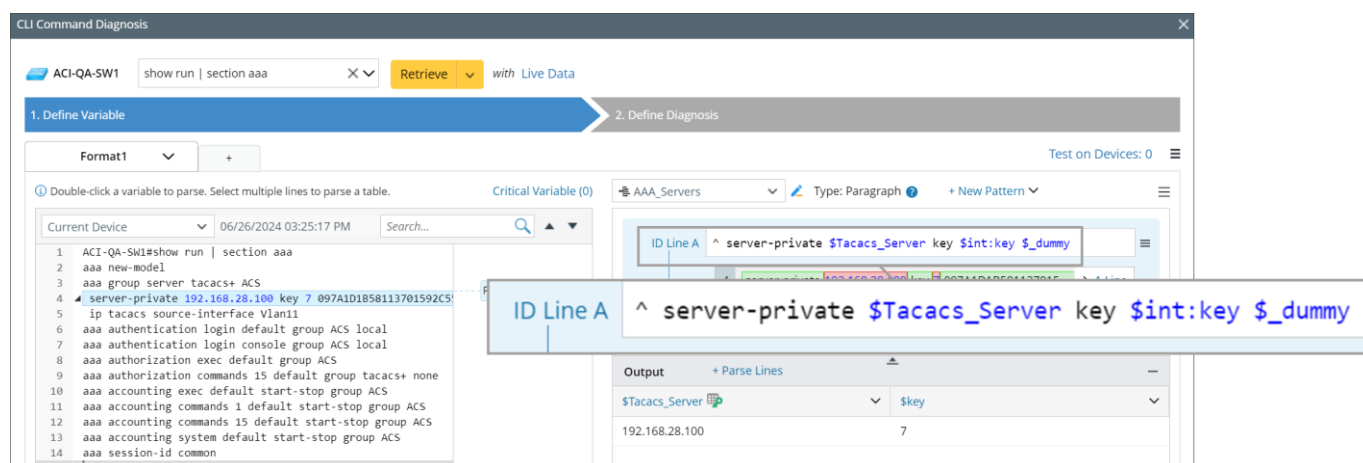 CLI Command Diagnosis
ACI-QA-SW1 show run | section aaa Retrieve with Live Data
1. Define Variable
2. Define Diagnosis
Format1 +
Test on Devices: 0
Double-click a variable to parse. Select multiple lines to parse a table. Critical Variable (0)
AAA_Servers Type: Paragraph + New Pattern
Current Device 06/26/2024 03:25:17 PM Search...
1 ACI-QA-SW1#show run | section aaa
2 aaa new-model
3 aaa group server tacacs+ ACS
4 server-private 192.168.28.100 key 7 097A1D1B58113701592C5
5 ip tacacs source-interface Vlan11
6 aaa authentication login default group ACS local
7 aaa authentication login console group ACS local
8 aaa authorization exec default group ACS
9 aaa authorization commands 15 default group tacacs+ none
10 aaa accounting exec default start-stop group ACS
11 aaa accounting commands 1 default start-stop group ACS
12 aaa accounting commands 15 default start-stop group ACS
13 aaa accounting system default start-stop group ACS
14 aaa session-id common
ID Line A ^ server-private $Tacacs_Server key $int:key $_dummy
ID Line A ^ server-private $Tacacs_Server key $int:key $_dummy
Output + Parse Lines
$Tacacs_Server $key
192.168.28.100 7